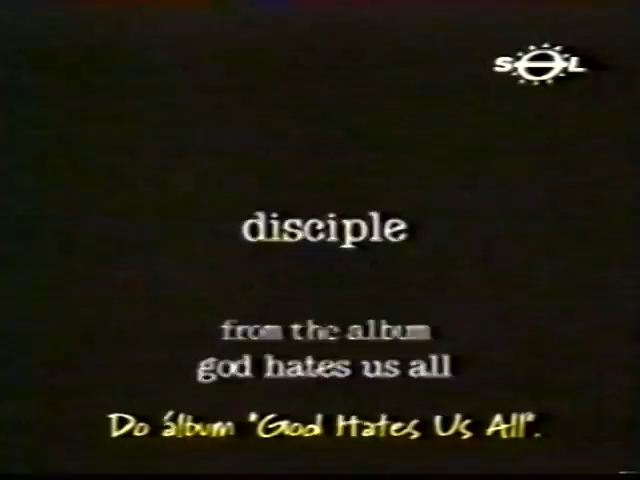 SOL
disciple
from the album
god hates us all
Do álbum "God Hates Us All".